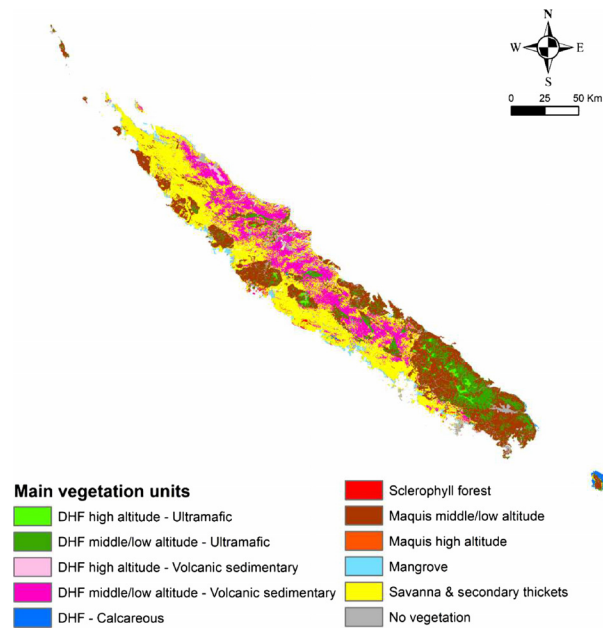 N
W E
S
0 25 50 Km
Main vegetation units
DHF high altitude - Ultramafic
DHF middle/low altitude - Ultramafic
DHF high altitude - Volcanic sedimentary
DHF middle/low altitude - Volcanic sedimentary
DHF - Calcareous
Sclerophyll forest
Maquis middle/low altitude
Maquis high altitude
Mangrove
Savanna & secondary thickets
No vegetation